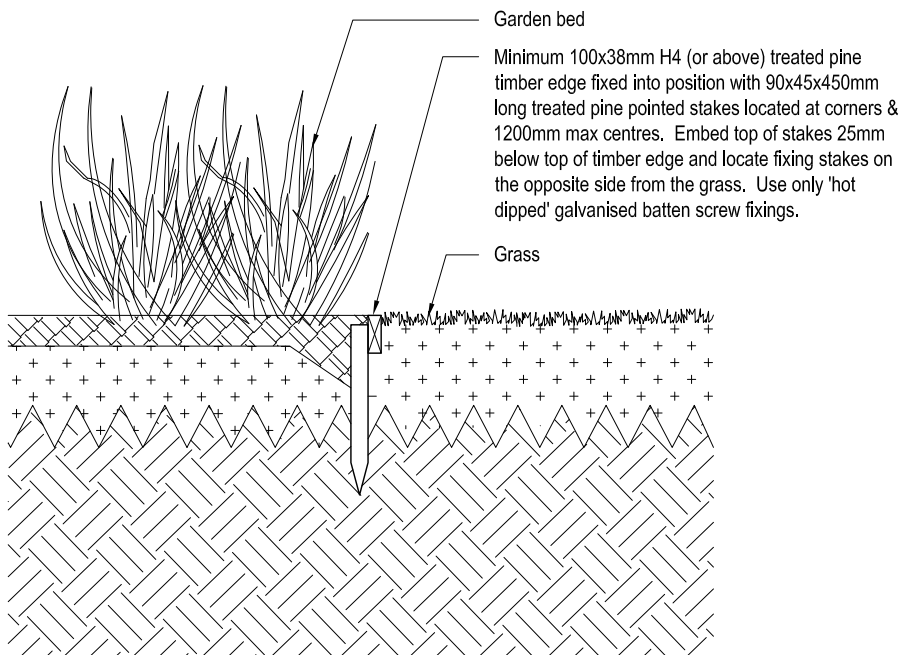 Garden bed
Minimum 100x38mm H4 (or above) treated pine
timber edge fixed into position with 90x45x450mm
long treated pine pointed stakes located at corners &
1200mm max centres.  Embed top of stakes 25mm
below top of timber edge and locate fixing stakes on
the opposite side from the grass.  Use only 'hot
dipped' galvanised batten screw fixings.
Grass